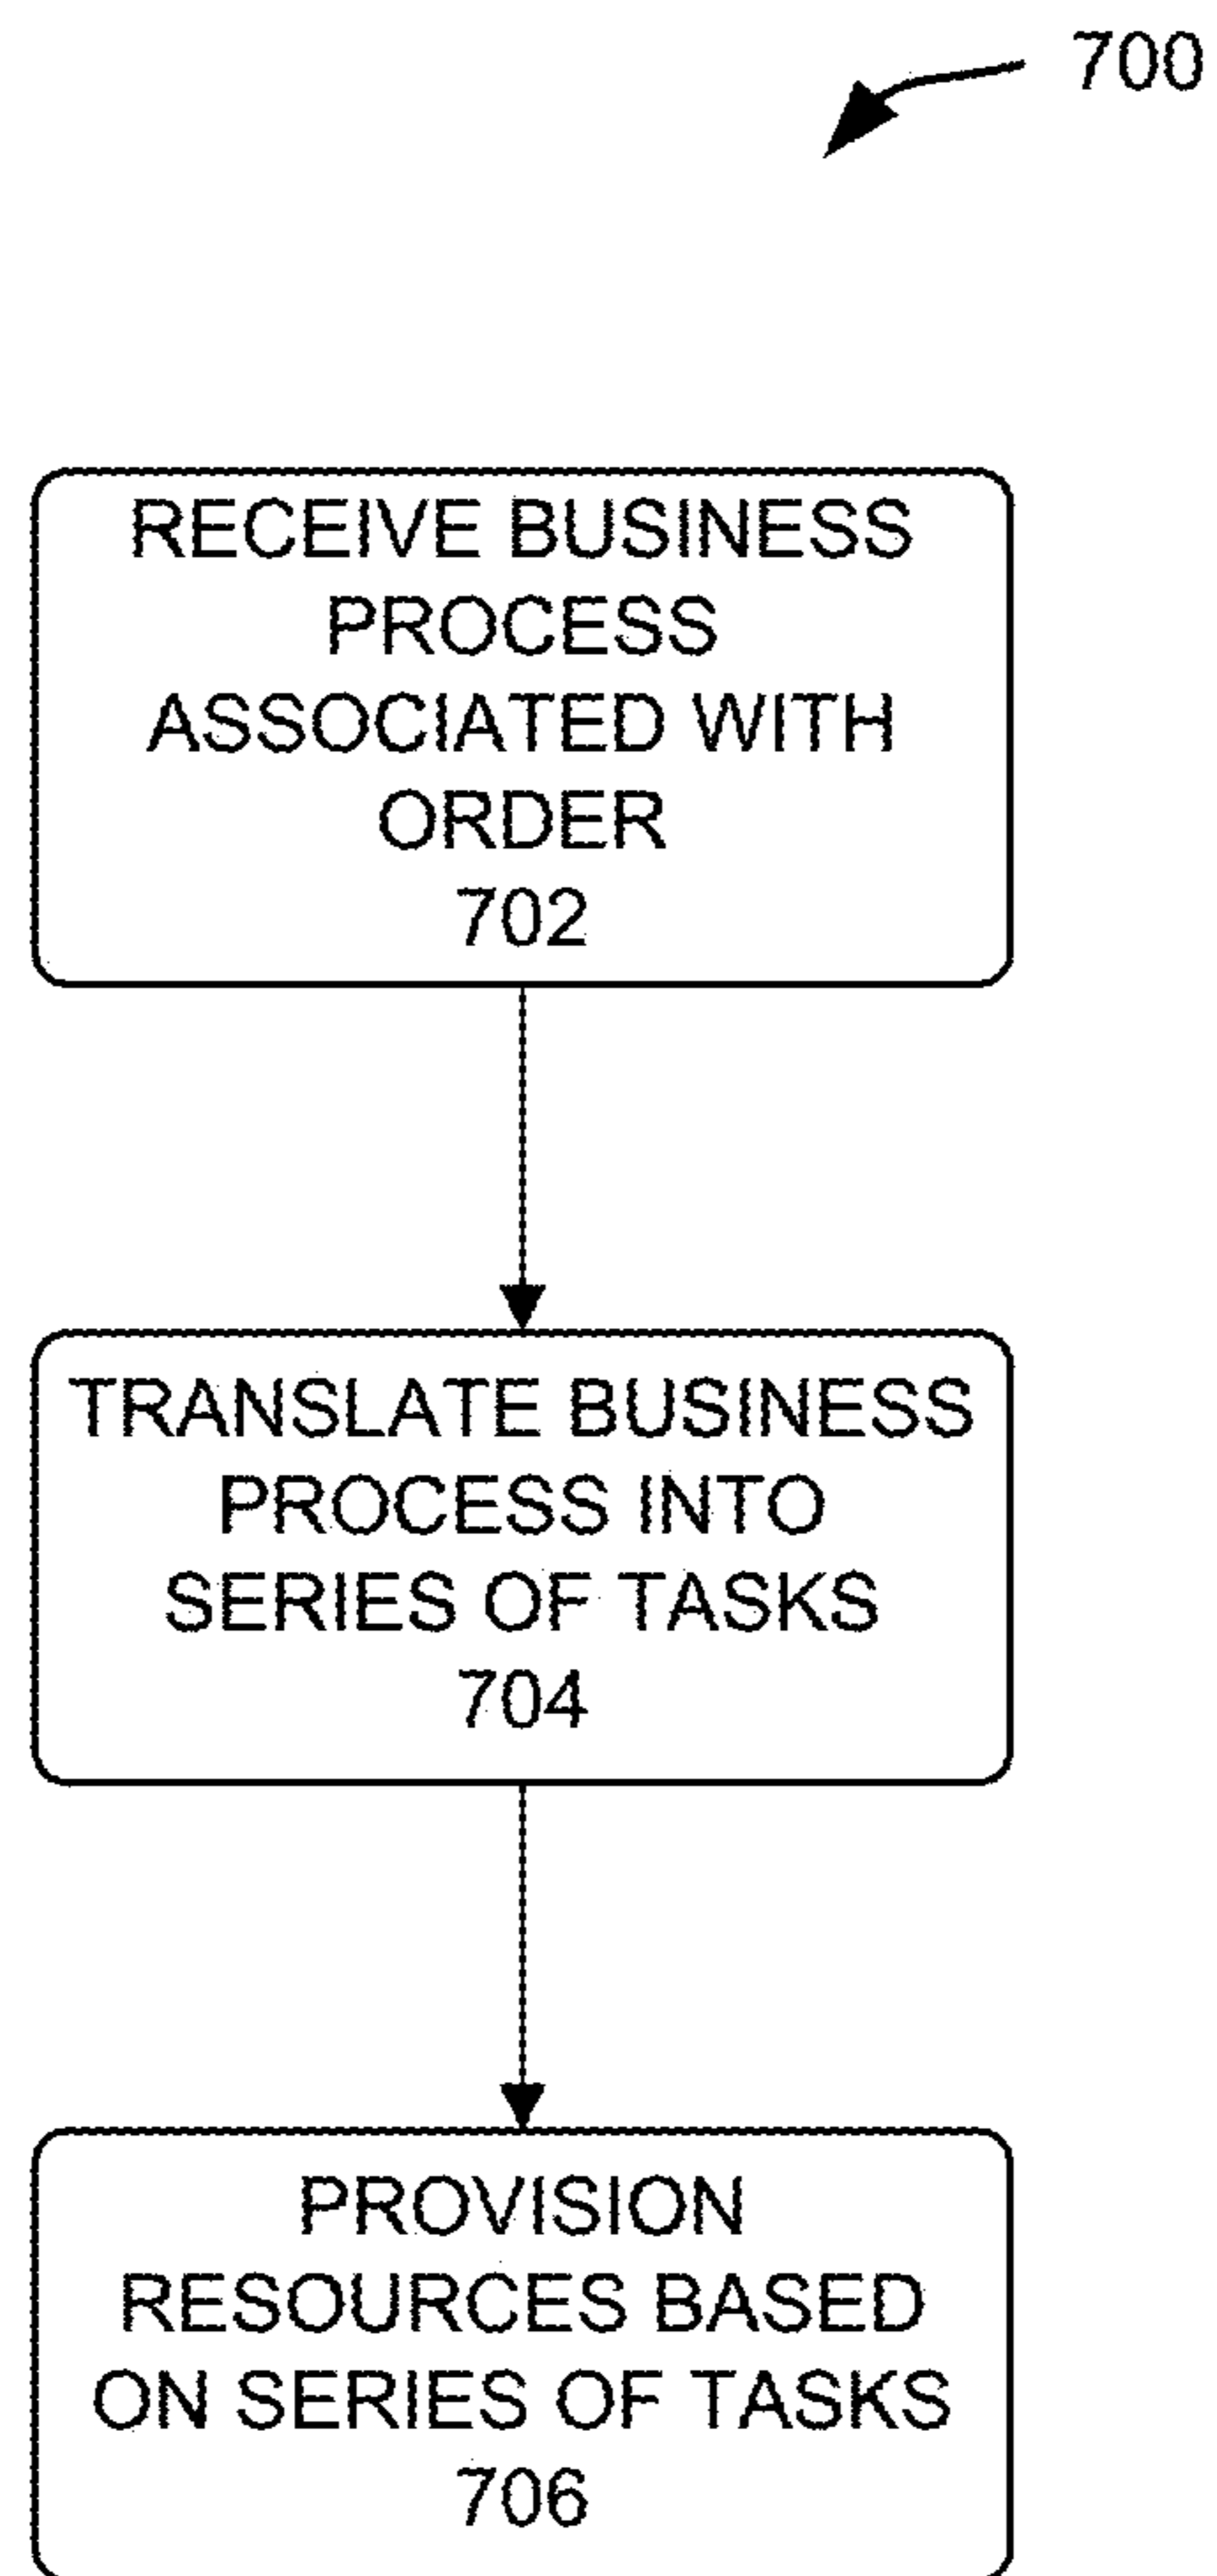 700
RECEIVE BUSINESS
PROCESS
ASSOCIATED WITH
ORDER
702
TRANSLATE BUSINESS
PROCESS INTO
SERIES OF TASKS
704
PROVISION
RESOURCES BASED
ON SERIES OF TASKS
706